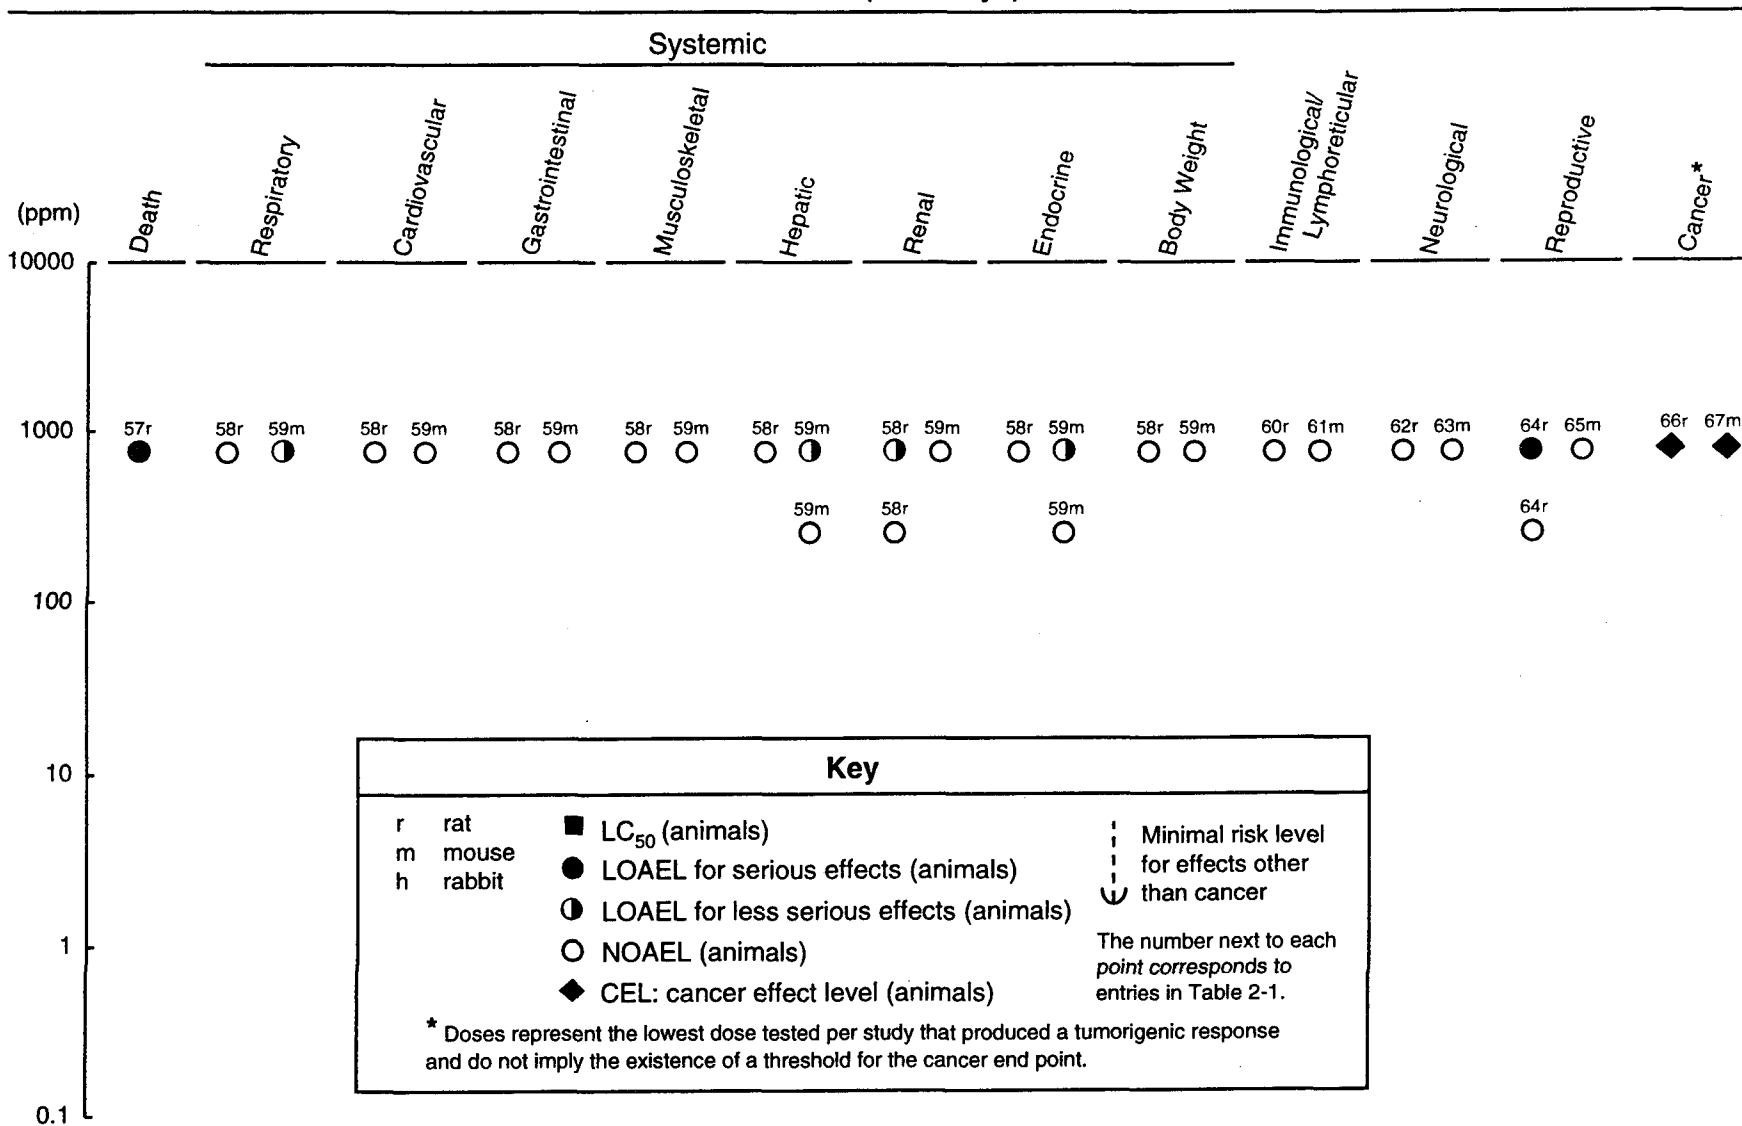 Systemic
(ppm)
Death
Respiratory
Cardiovascular
Gastrointestinal
Musculoskeletal
Hepatic
Renal
Endocrine
Body Weight
Immunological/
Lymphoreticular
Neurological
Reproductive
Cancer*
10000
1000
57r 58r 59m 58r 59m 58r 59m 58r 59m 58r 59m 58r 59m 58r 59m 58r 59m 60r 61m 62r 63m 64r 65m 66r 67m
59m 58r 59m 64r
100
10
1
0.1
Key
r rat
m mouse
h rabbit
LC50 (animals)
LOAEL for serious effects (animals)
LOAEL for less serious effects (animals)
NOAEL (animals)
CEL: cancer effect level (animals)
Minimal risk level
for effects other
than cancer
The number next to each
point corresponds to
entries in Table 2-1.
* Doses represent the lowest dose tested per study that produced a tumorigenic response
and do not imply the existence of a threshold for the cancer end point.